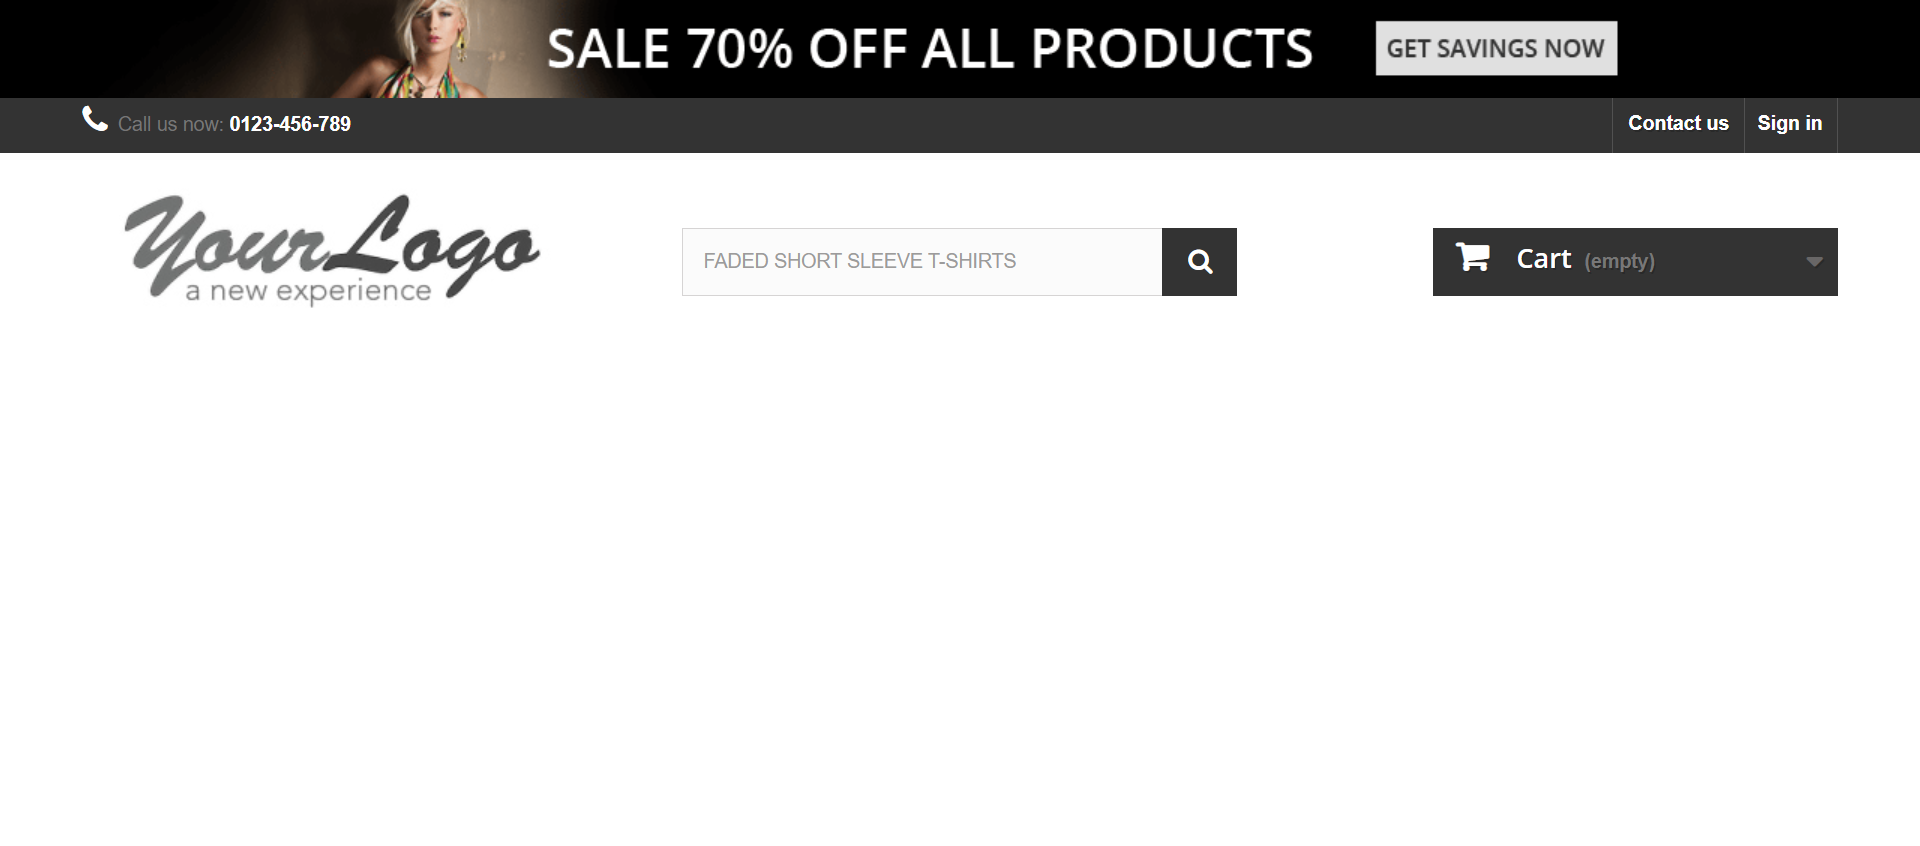 SALE 70% OFF ALL PRODUCTS
GET SAVINGS NOW
Call us now: 0123-456-789
Contact us
Sign in
YourLogo
a new experience
FADED SHORT SLEEVE T-SHIRTS
Cart (empty)